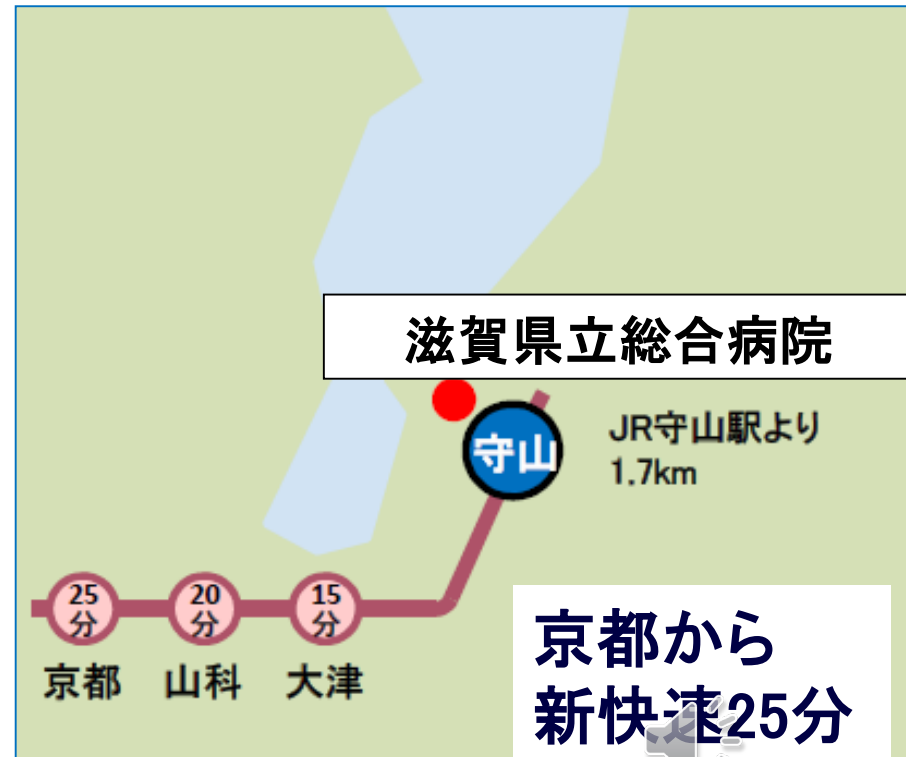 滋賀県立総合病院
守山
JR守山駅より
1.7km
25
分
20
分
15
分
京都
山科
大津
京都から
新快速25分